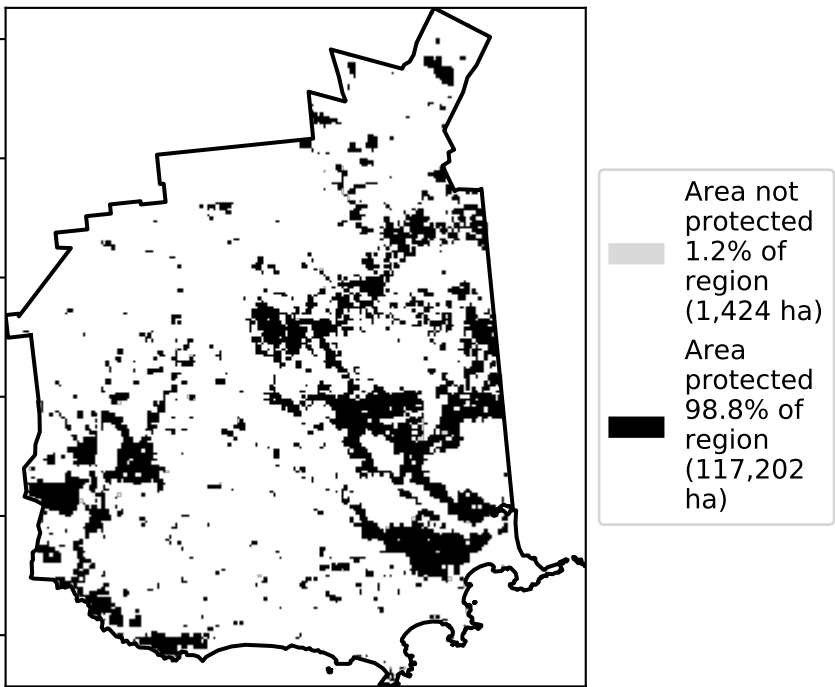 Area not
protected
1.2% of
region
(1,424 ha)
Area
protected
98.8% of
region
(117,202
ha)